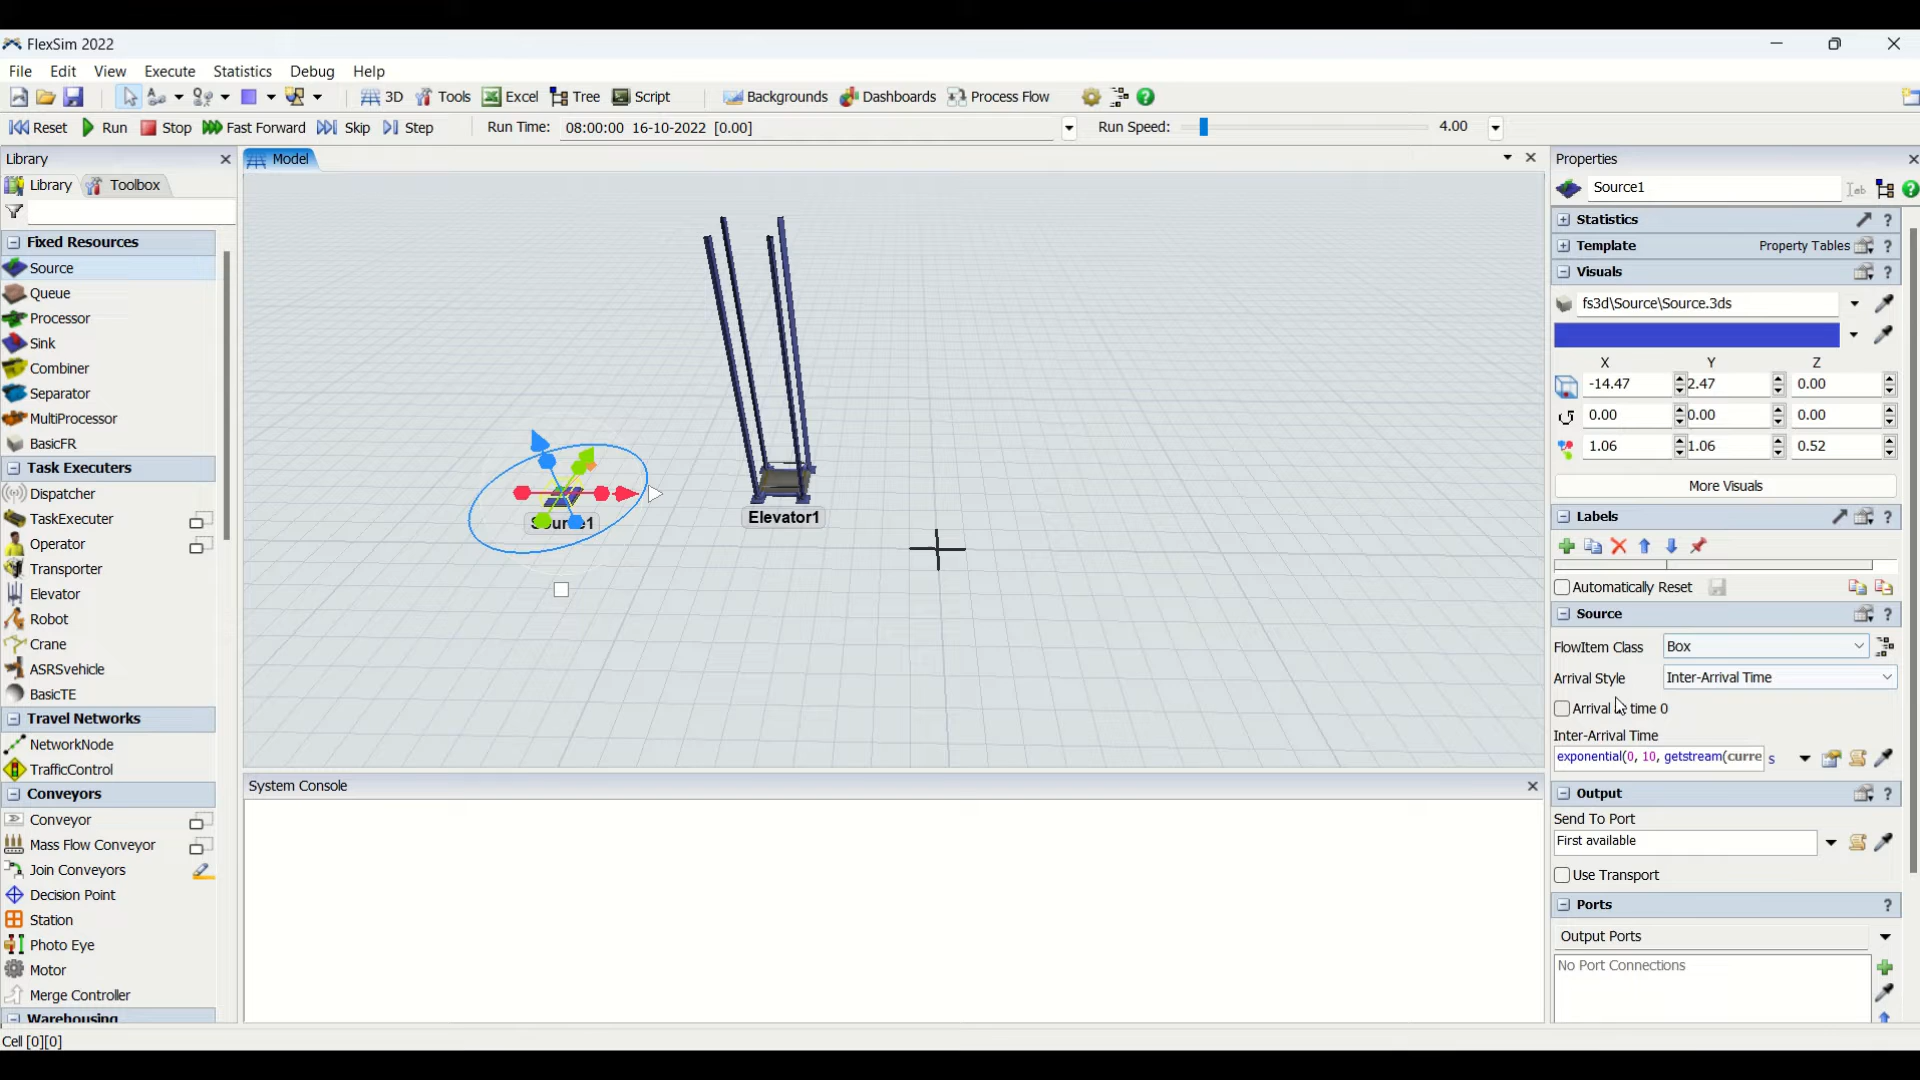 FlexSim 2022
File Edit View Execute Statistics Debug Help
3D Tools Excel Tree Script Backgrounds Dashboards Process Flow
Reset Run Stop Fast Forward Skip Step Run Time: 08:00:00 16-10-2022 [0.00] Run Speed: 4.00
Library
Library Toolbox
Fixed Resources
Source
Queue
Processor
Sink
Combiner
Separator
MultiProcessor
BasicFR
Task Executers
Dispatcher
TaskExecuter
Operator
Transporter
Elevator
Robot
Crane
ASRSvehicle
BasicTE
Travel Networks
NetworkNode
TrafficControl
Conveyors
Conveyor
Mass Flow Conveyor
Join Conveyors
Decision Point
Station
Photo Eye
Motor
Merge Controller
Warehousing
Model
Elevator1
Source1
System Console
Properties
Source1
Statistics
Template Property Tables
Visuals
fs3d\Source\Source.3ds
X Y Z
-14.47 2.47 0.00
0.00 0.00 0.00
1.06 1.06 0.52
More Visuals
Labels
Automatically Reset
Source
FlowItem Class Box
Arrival Style Inter-Arrival Time
Arrival time 0
Inter-Arrival Time
exponential(0, 10, getstream(curre s
Output
Send To Port
First available
Use Transport
Ports
Output Ports
No Port Connections
Cell [0][0]